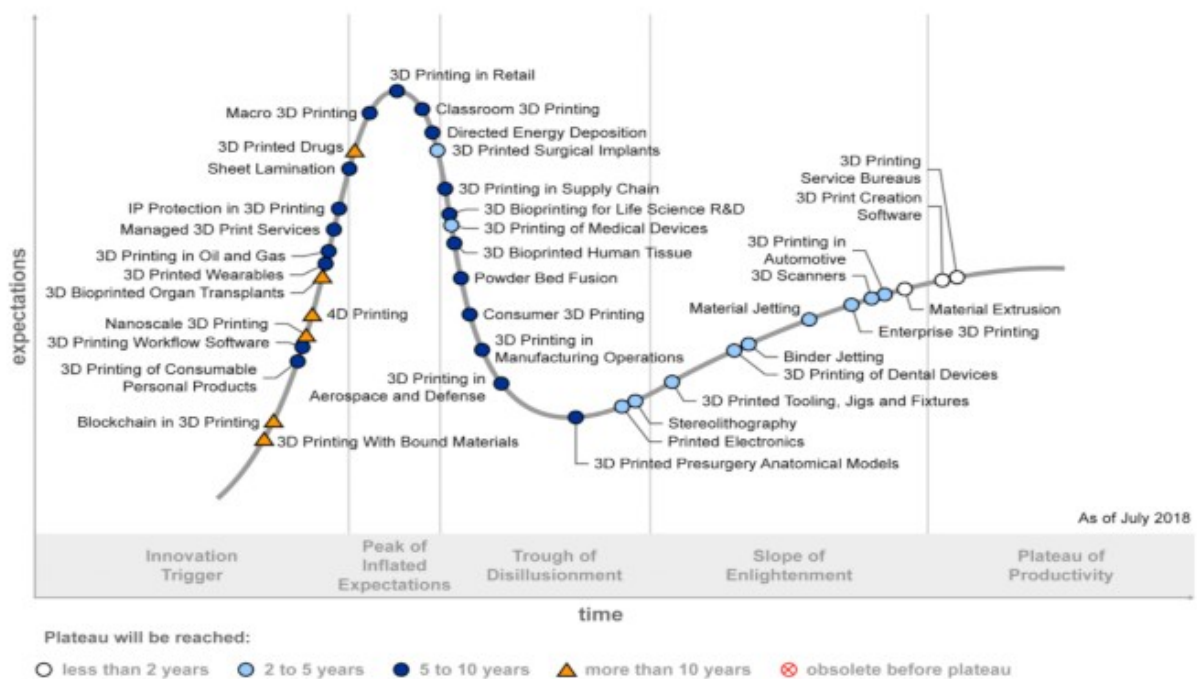 3D Printing in Retail
Macro 3D Printing
Classroom 3D Printing
Directed Energy Deposition
3D Printed Drugs
3D Printed Surgical Implants
Sheet Lamination
3D Printing in Supply Chain
IP Protection in 3D Printing
3D Bioprinting for Life Science R&D
Managed 3D Print Services
3D Printing of Medical Devices
3D Printing in Oil and Gas
3D Bioprinted Human Tissue
3D Printed Wearables
Powder Bed Fusion
3D Bioprinted Organ Transplants
4D Printing
Consumer 3D Printing
Nanoscale 3D Printing
3D Printing Workflow Software
3D Printing in
Manufacturing Operations
3D Printing of Consumable
Personal Products
3D Printing in
Aerospace and Defense
Blockchain in 3D Printing
3D Printing With Bound Materials
3D Printing
Service Bureaus
3D Print Creation
Software
3D Printing in
Automotive
3D Scanners
Material Jetting
Material Extrusion
Enterprise 3D Printing
Binder Jetting
3D Printing of Dental Devices
3D Printed Tooling, Jigs and Fixtures
Stereolithography
Printed Electronics
3D Printed Presurgery Anatomical Models
As of July 2018
expectations
Innovation
Trigger
Peak of
Inflated
Expectations
Trough of
Disillusionment
Slope of
Enlightenment
Plateau of
Productivity
time
Plateau will be reached:
less than 2 years
2 to 5 years
5 to 10 years
more than 10 years
obsolete before plateau